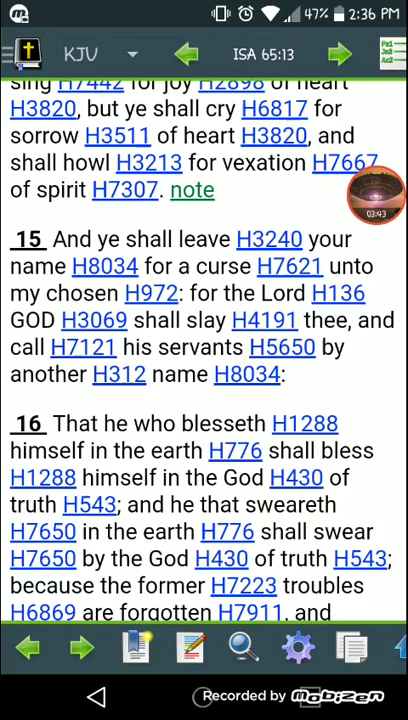 47% 2:36 PM
KJV ISA 65:13 Ps1
Jn3
Ac2
sing H7442 for joy H2898 of heart
H3820, but ye shall cry H6817 for
sorrow H3511 of heart H3820, and
shall howl H3213 for vexation H7667
of spirit H7307. note
03:43
15 And ye shall leave H3240 your
name H8034 for a curse H7621 unto
my chosen H972: for the Lord H136
GOD H3069 shall slay H4191 thee, and
call H7121 his servants H5650 by
another H312 name H8034:
16 That he who blesseth H1288
himself in the earth H776 shall bless
H1288 himself in the God H430 of
truth H543; and he that sweareth
H7650 in the earth H776 shall swear
H7650 by the God H430 of truth H543;
because the former H7223 troubles
H6869 are forgotten H7911, and
Recorded by mobizen